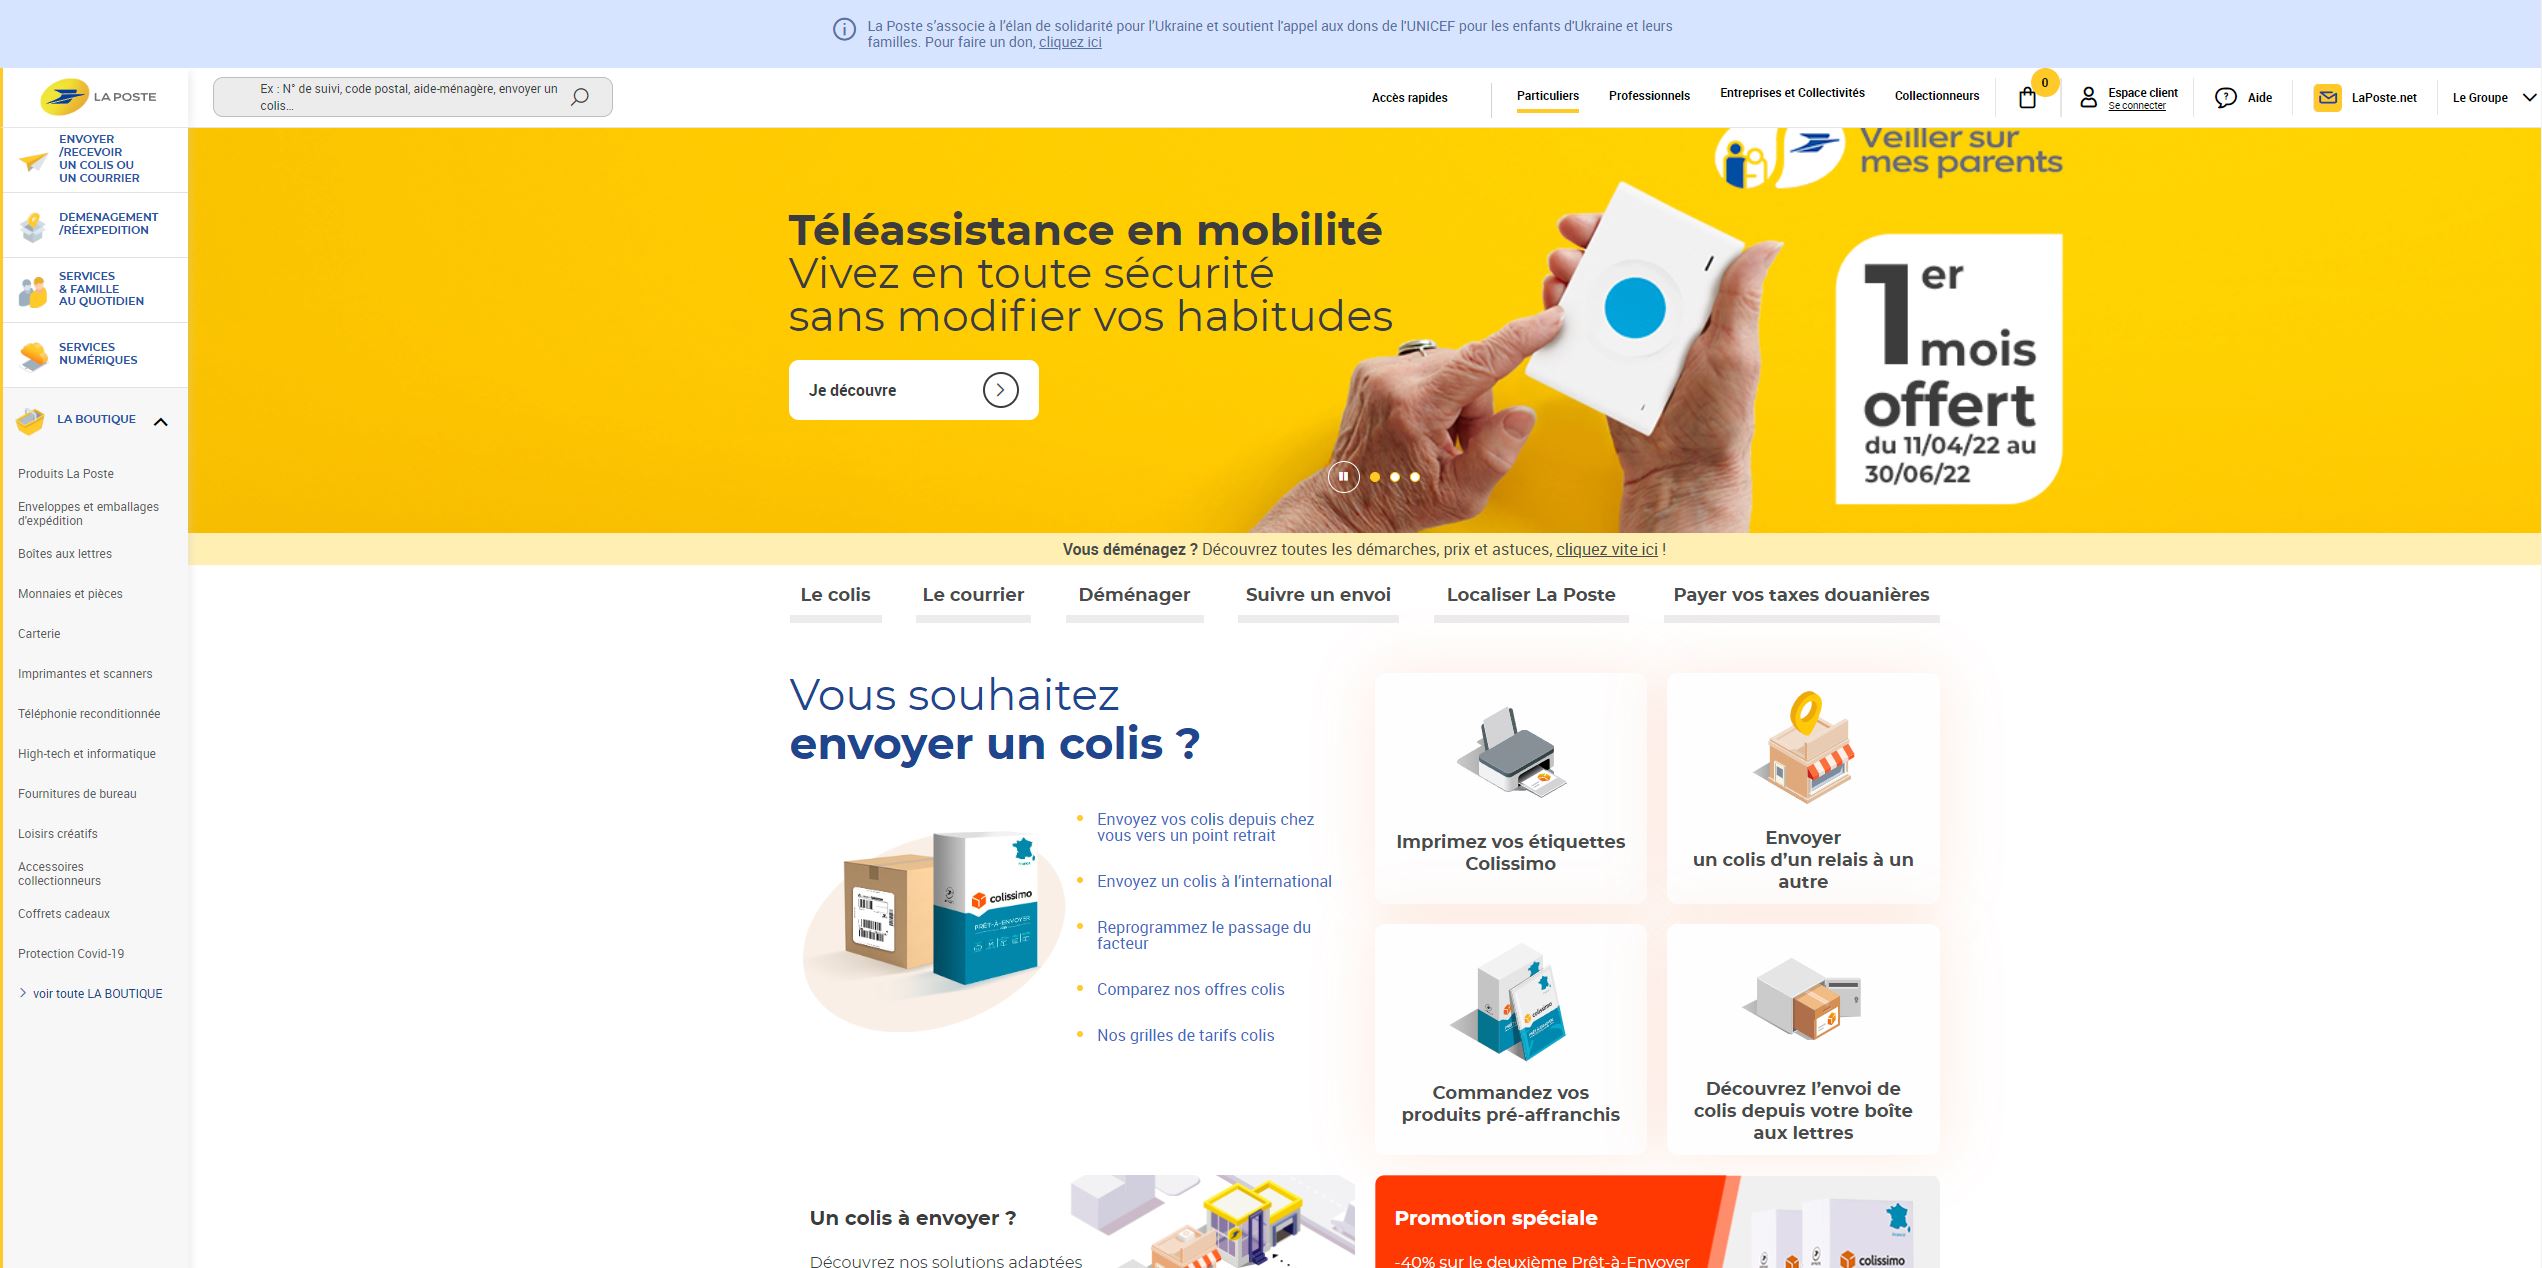 La Poste s’associe à l’élan de solidarité pour l’Ukraine et soutient l'appel aux dons de l'UNICEF pour les enfants d'Ukraine et leurs
familles. Pour faire un don, cliquez ici
LA POSTE
Ex : N° de suivi, code postal, aide-ménagère, envoyer un
colis...
Accès rapides
Particuliers
Professionnels
Entreprises et Collectivités
Collectionneurs
0
Espace client
Se connecter
Aide
LaPoste.net
Le Groupe
ENVOYER
/RECEVOIR
UN COLIS OU
UN COURRIER
DÉMÉNAGEMENT
/RÉEXPEDITION
SERVICES
& FAMILLE
AU QUOTIDIEN
SERVICES
NUMÉRIQUES
LA BOUTIQUE
Produits La Poste
Enveloppes et emballages
d'expédition
Boîtes aux lettres
Monnaies et pièces
Carterie
Imprimantes et scanners
Téléphonie reconditionnée
High-tech et informatique
Fournitures de bureau
Loisirs créatifs
Accessoires
collectionneurs
Coffrets cadeaux
Protection Covid-19
voir toute LA BOUTIQUE
Veiller sur
mes parents
Téléassistance en mobilité
Vivez en toute sécurité
sans modifier vos habitudes
Je découvre
1er
mois
offert
du 11/04/22 au
30/06/22
Vous déménagez ? Découvrez toutes les démarches, prix et astuces, cliquez vite ici !
Le colis
Le courrier
Déménager
Suivre un envoi
Localiser La Poste
Payer vos taxes douanières
Vous souhaitez
envoyer un colis ?
colissimo
PRÊT-À-ENVOYER
Envoyez vos colis depuis chez
vous vers un point retrait
Envoyez un colis à l’international
Reprogrammez le passage du
facteur
Comparez nos offres colis
Nos grilles de tarifs colis
Imprimez vos étiquettes
Colissimo
Envoyer
un colis d’un relais à un
autre
colissimo
Commandez vos
produits pré-affranchis
Découvrez l’envoi de
colis depuis votre boîte
aux lettres
Un colis à envoyer ?
Découvrez nos solutions adaptées
Promotion spéciale
-40% sur le deuxième Prêt-à-Envoyer
colissimo